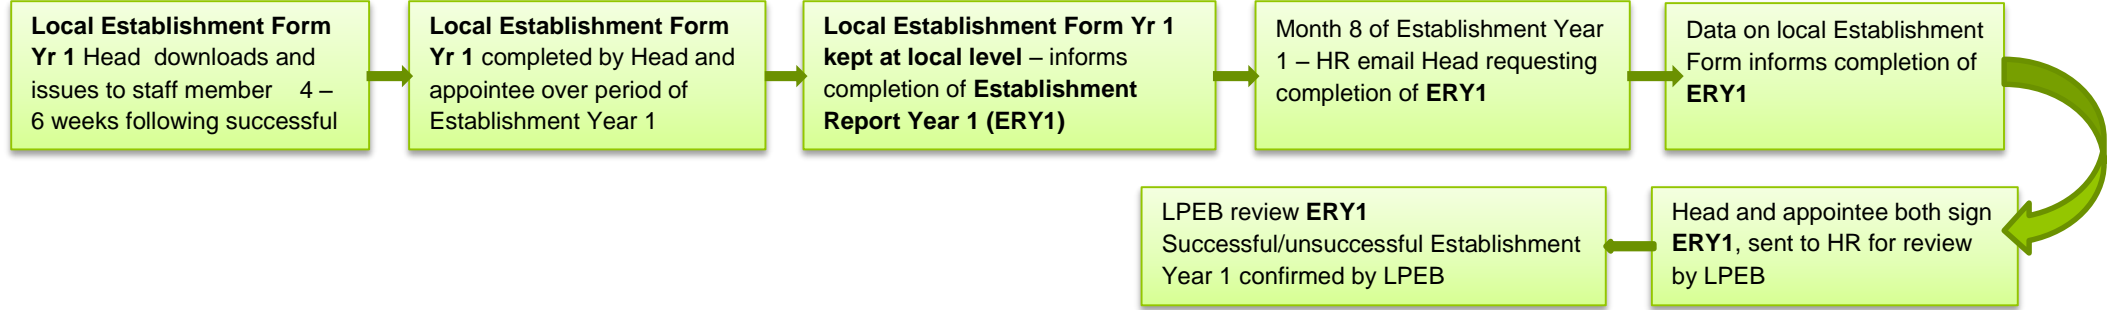 Local Establishment Form
Yr 1 Head downloads and
issues to staff member 4 –
6 weeks following successful
Local Establishment Form
Yr 1 completed by Head and
appointee over period of
Establishment Year 1
Local Establishment Form Yr 1
kept at local level – informs
completion of Establishment
Report Year 1 (ERY1)
Month 8 of Establishment Year
1 – HR email Head requesting
completion of ERY1
Data on local Establishment
Form informs completion of
ERY1
Head and appointee both sign
ERY1, sent to HR for review
by LPEB
LPEB review ERY1
Successful/unsuccessful Establishment
Year 1 confirmed by LPEB